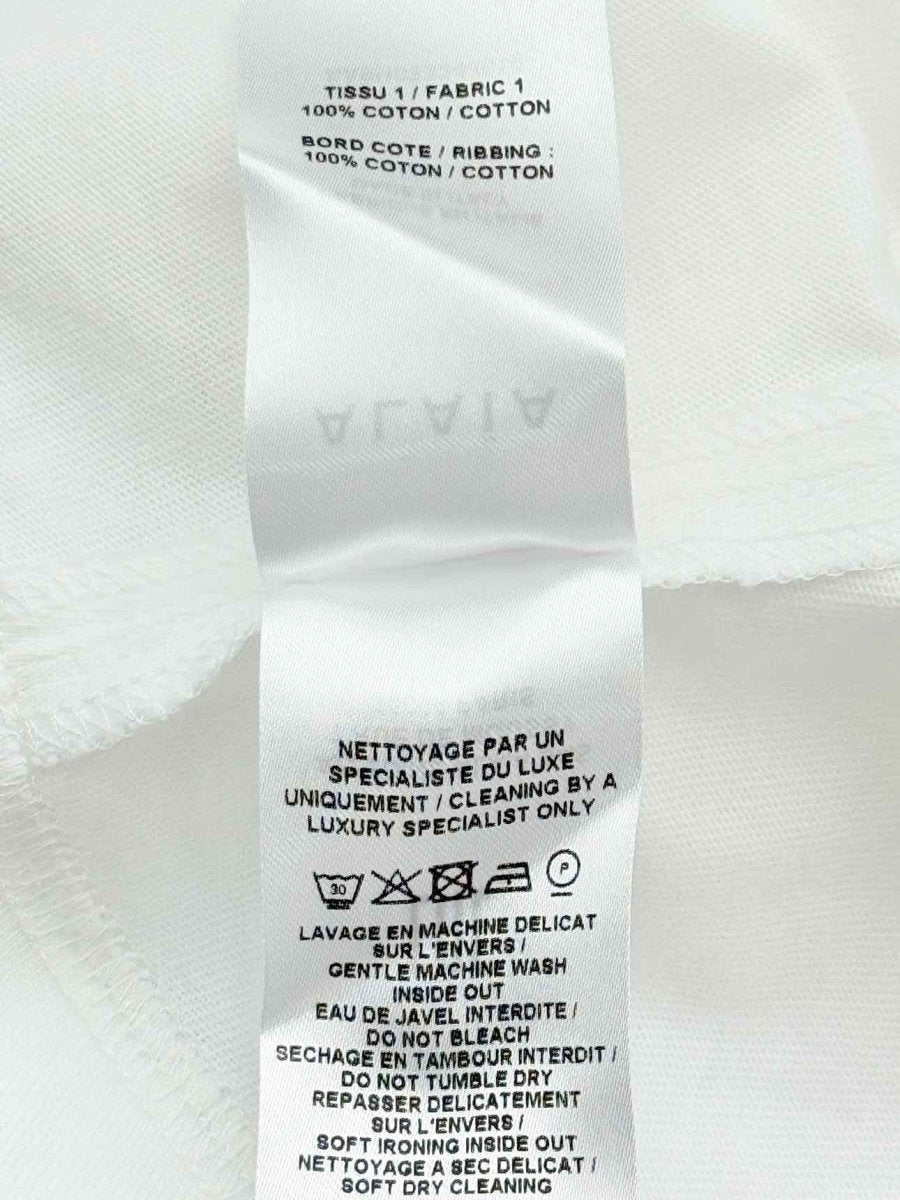 TISSU 1 / FABRIC 1
100% COTON / COTTON
BORD COTE / RIBBING :
100% COTON / COTTON
ALAIA
NETTOYAGE PAR UN
SPECIALISTE DU LUXE
UNIQUEMENT / CLEANING BY A
LUXURY SPECIALIST ONLY
30 P
LAVAGE EN MACHINE DELICAT
SUR L'ENVERS /
GENTLE MACHINE WASH
INSIDE OUT
EAU DE JAVEL INTERDITE /
DO NOT BLEACH
SECHAGE EN TAMBOUR INTERDIT /
DO NOT TUMBLE DRY
REPASSER DELICATEMENT
SUR L'ENVERS /
SOFT IRONING INSIDE OUT
NETTOYAGE A SEC DELICAT /
SOFT DRY CLEANING